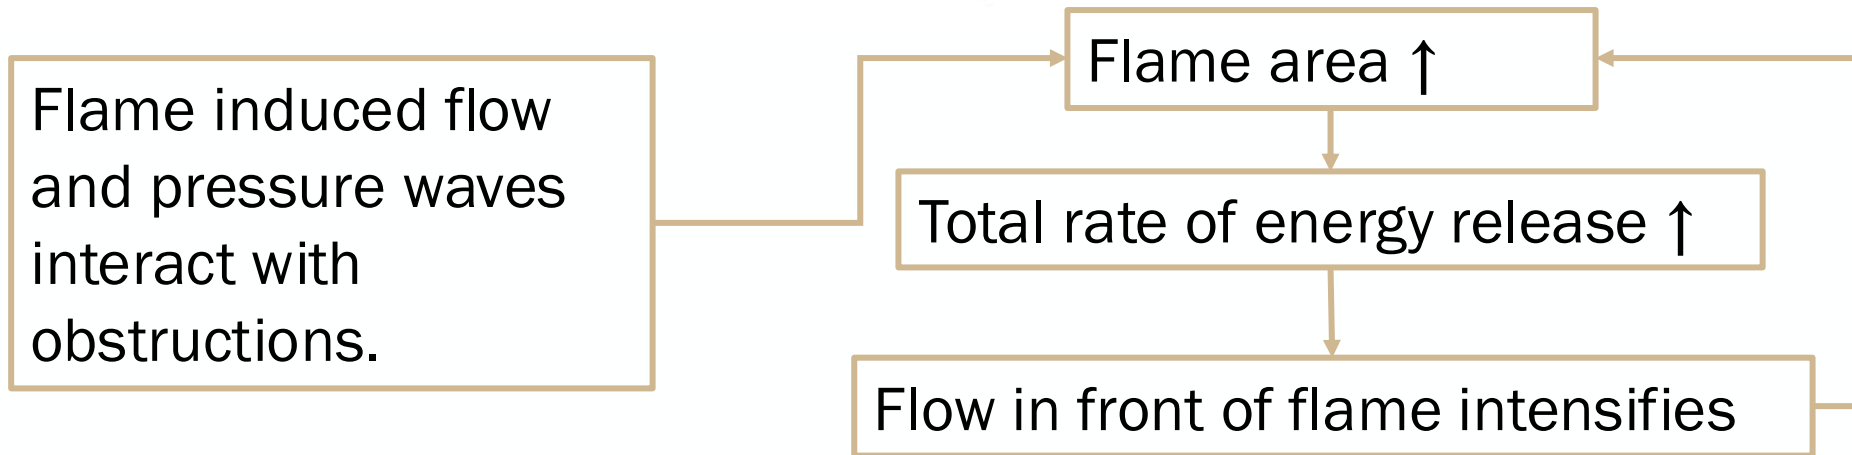 Flame induced flow
and pressure waves
interact with
obstructions.
Flame area ↑
Total rate of energy release ↑
Flow in front of flame intensifies